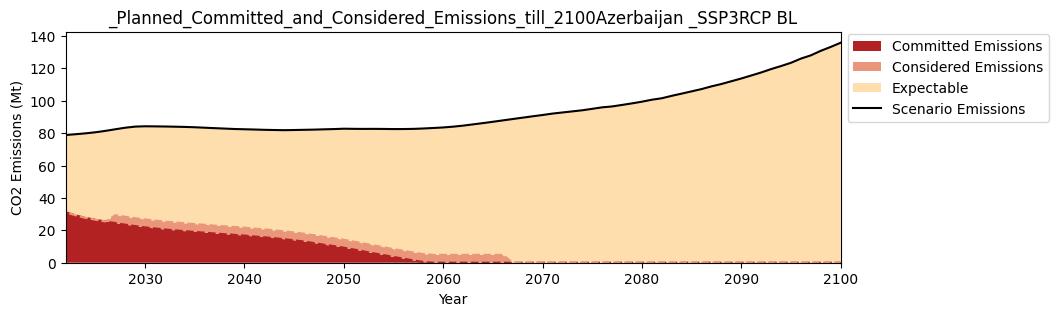 _Planned_Committed_and_Considered_Emissions_till_2100Azerbaijan _SSP3RCP BL
140
120
100
80
60
40
20
0
CO2 Emissions (Mt)
2030 2040 2050 2060 2070 2080 2090 2100
Year
Committed Emissions
Considered Emissions
Expectable
Scenario Emissions